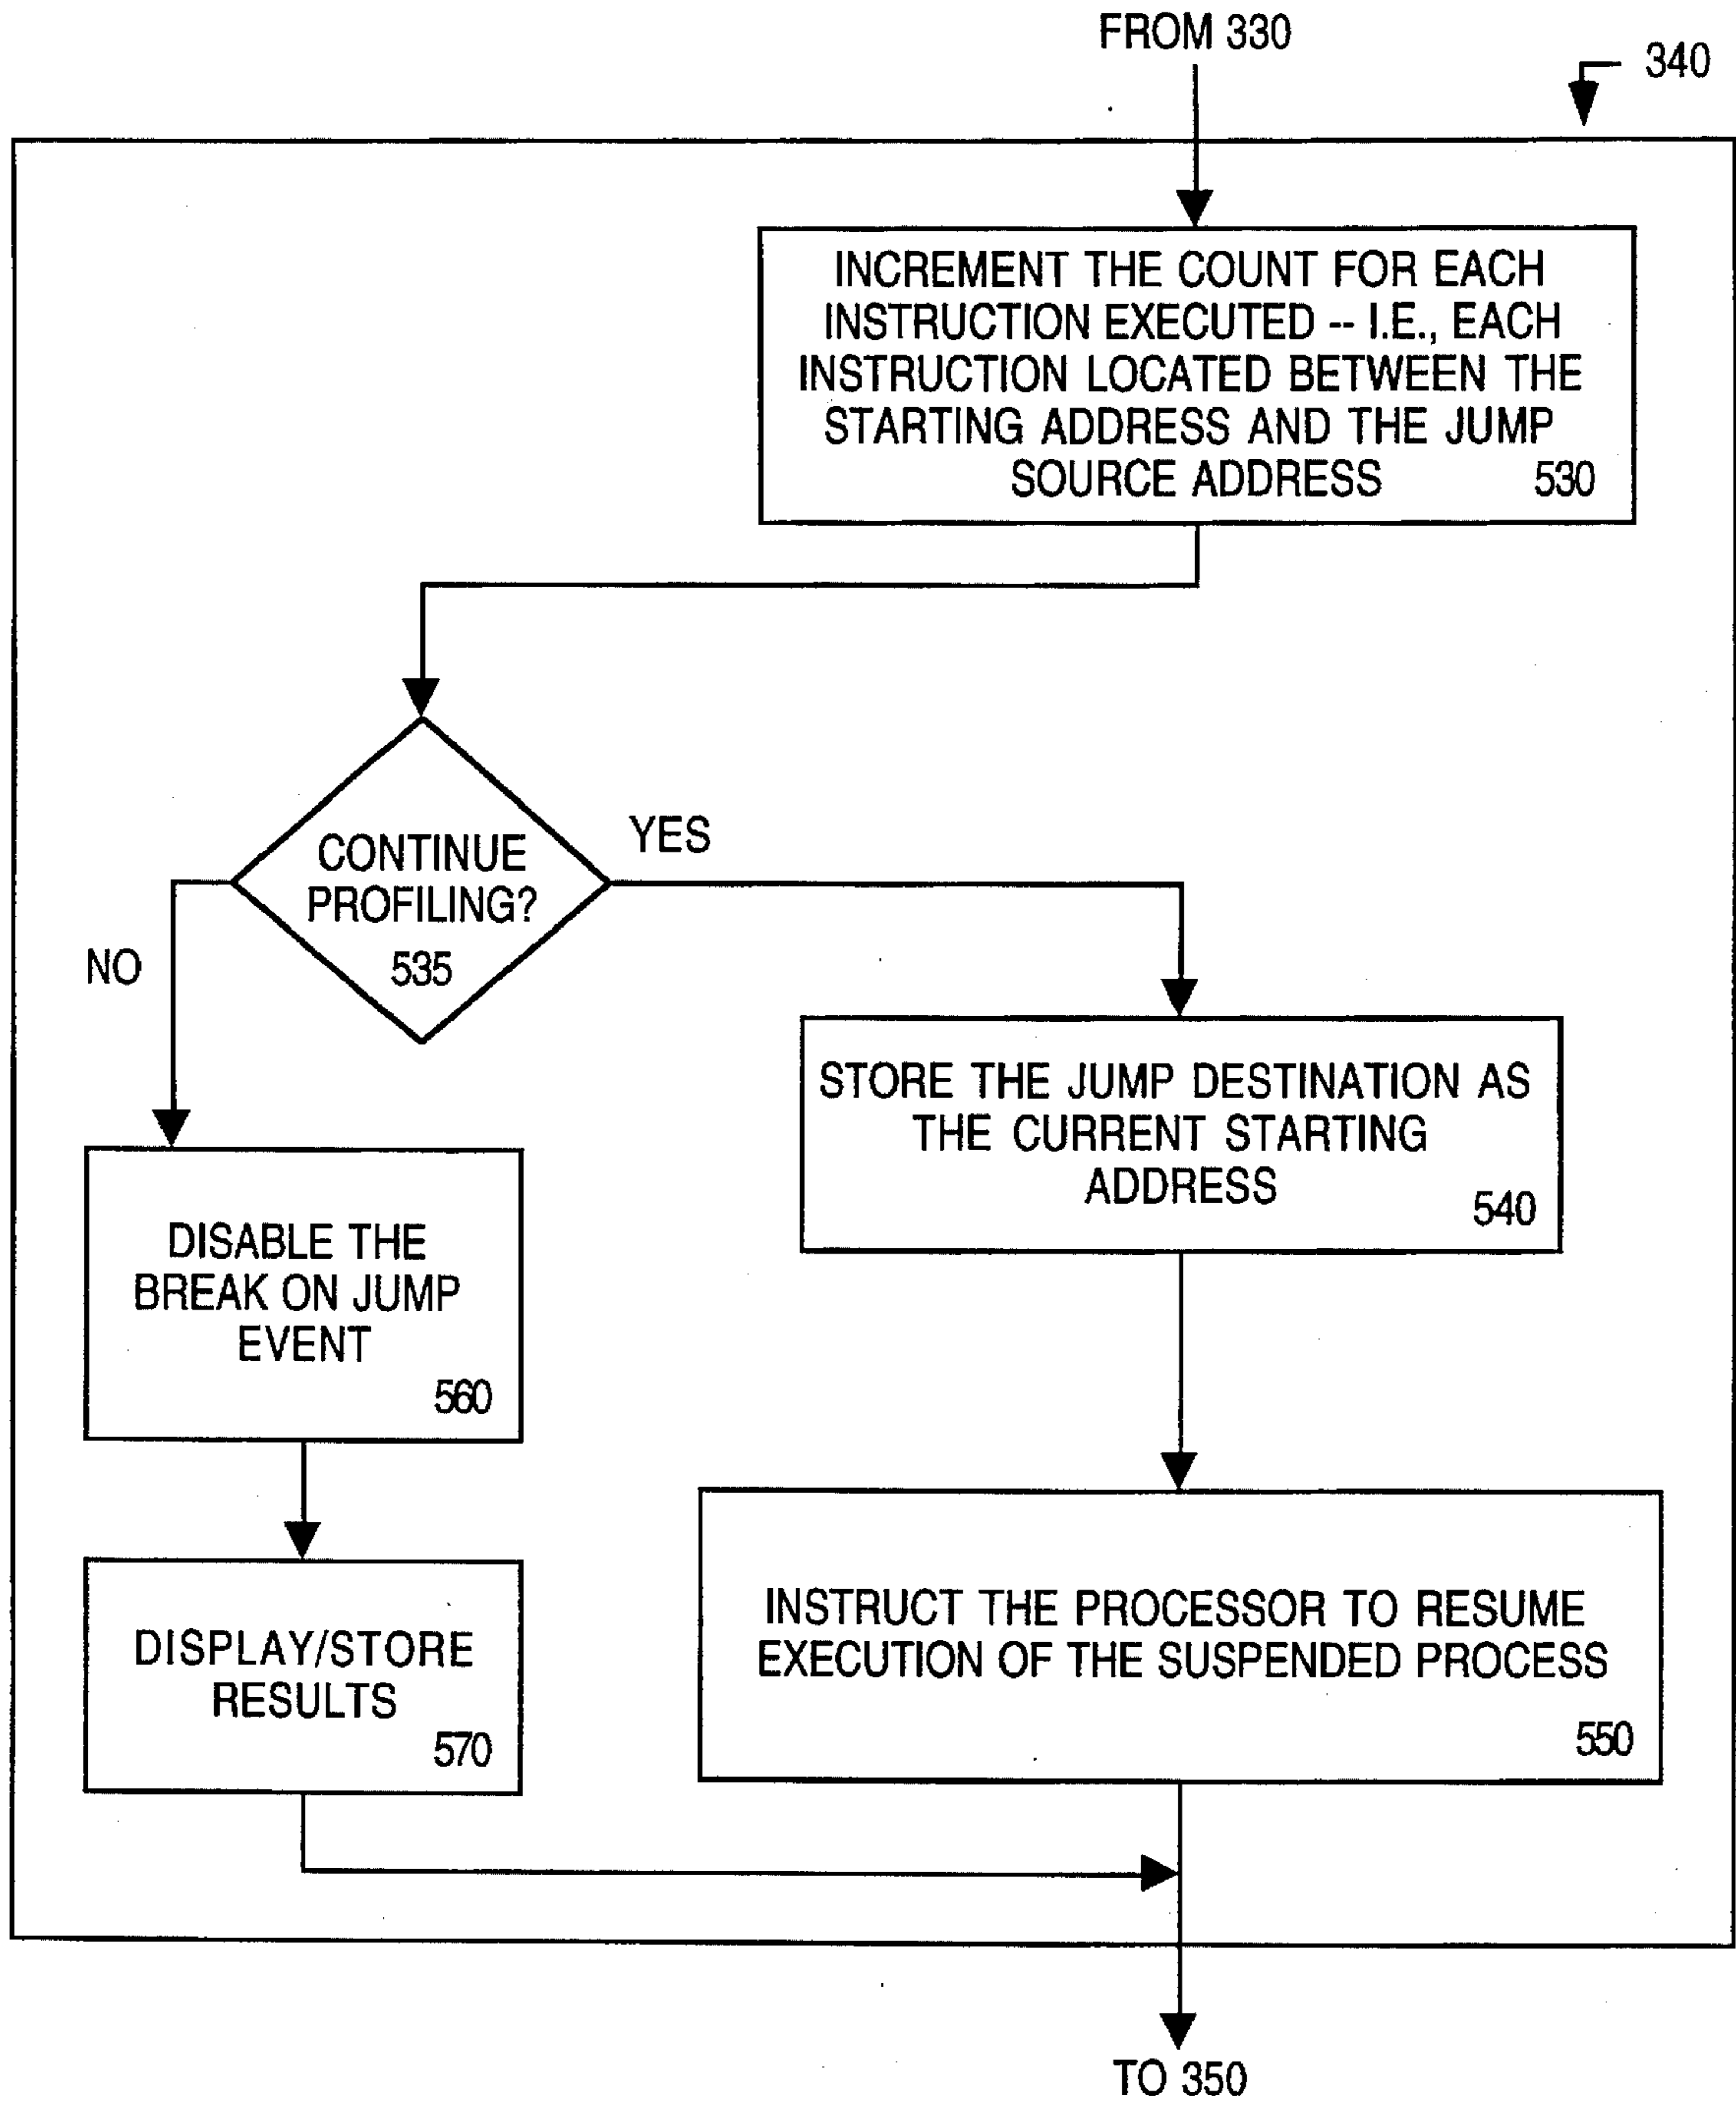 FROM 330
340
INCREMENT THE COUNT FOR EACH
INSTRUCTION EXECUTED -- I.E., EACH
INSTRUCTION LOCATED BETWEEN THE
STARTING ADDRESS AND THE JUMP
SOURCE ADDRESS 530
CONTINUE
PROFILING?
535
YES
NO
STORE THE JUMP DESTINATION AS
THE CURRENT STARTING
ADDRESS
540
DISABLE THE
BREAK ON JUMP
EVENT
560
INSTRUCT THE PROCESSOR TO RESUME
EXECUTION OF THE SUSPENDED PROCESS
550
DISPLAY/STORE
RESULTS
570
TO 350